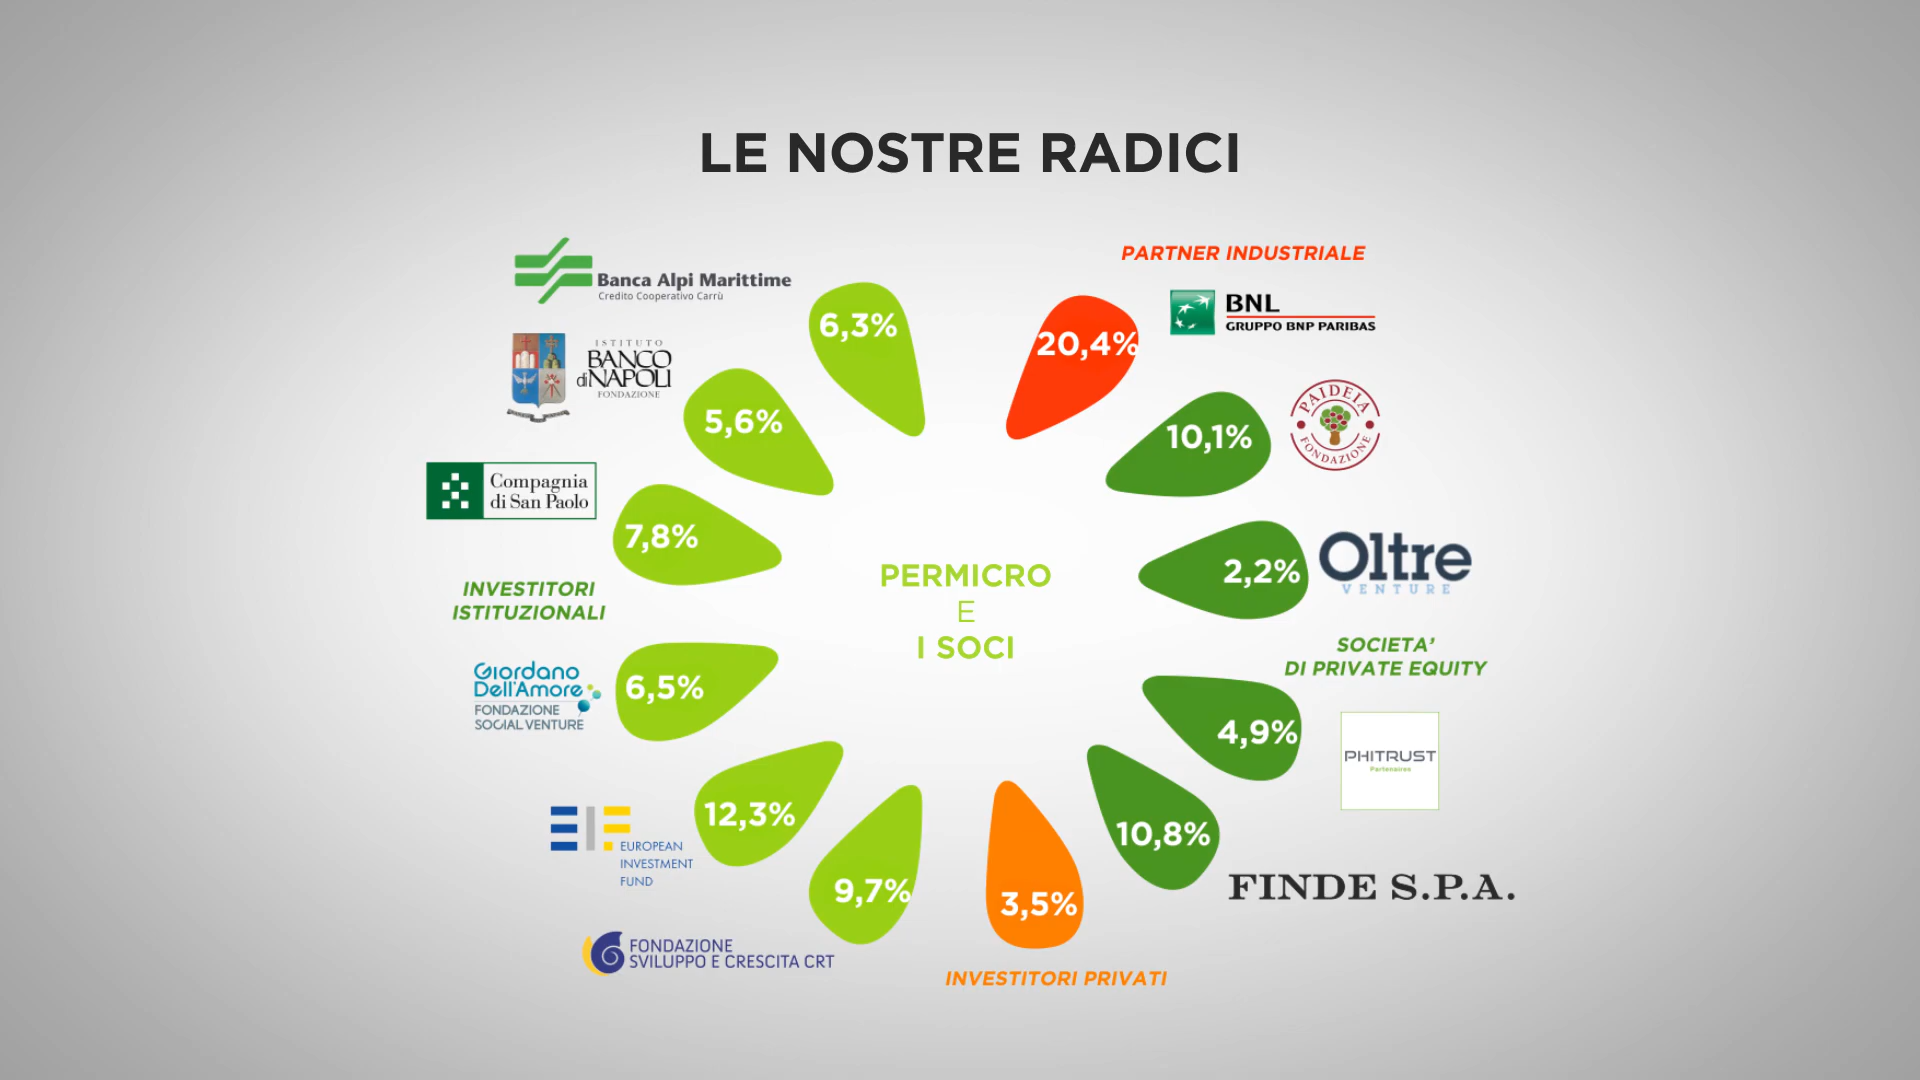 LE NOSTRE RADICI
PARTNER INDUSTRIALE
BNL
GRUPPO BNP PARIBAS
20,4%
PAIDEIA
FONDAZIONE
10,1%
Oltre
VENTURE
2,2%
SOCIETA’
DI PRIVATE EQUITY
PHITRUST
Partenaires
4,9%
FINDE S.P.A.
10,8%
3,5%
INVESTITORI PRIVATI
9,7%
FONDAZIONE
SVILUPPO E CRESCITA CRT
12,3%
EIF
EUROPEAN
INVESTMENT
FUND
6,5%
Giordano
Dell'Amore
FONDAZIONE
SOCIAL VENTURE
INVESTITORI
ISTITUZIONALI
7,8%
Compagnia
di San Paolo
5,6%
ISTITUTO
BANCO
di NAPOLI
FONDAZIONE
6,3%
Banca Alpi Marittime
Credito Cooperativo Carrù
PERMICRO
E
I SOCI